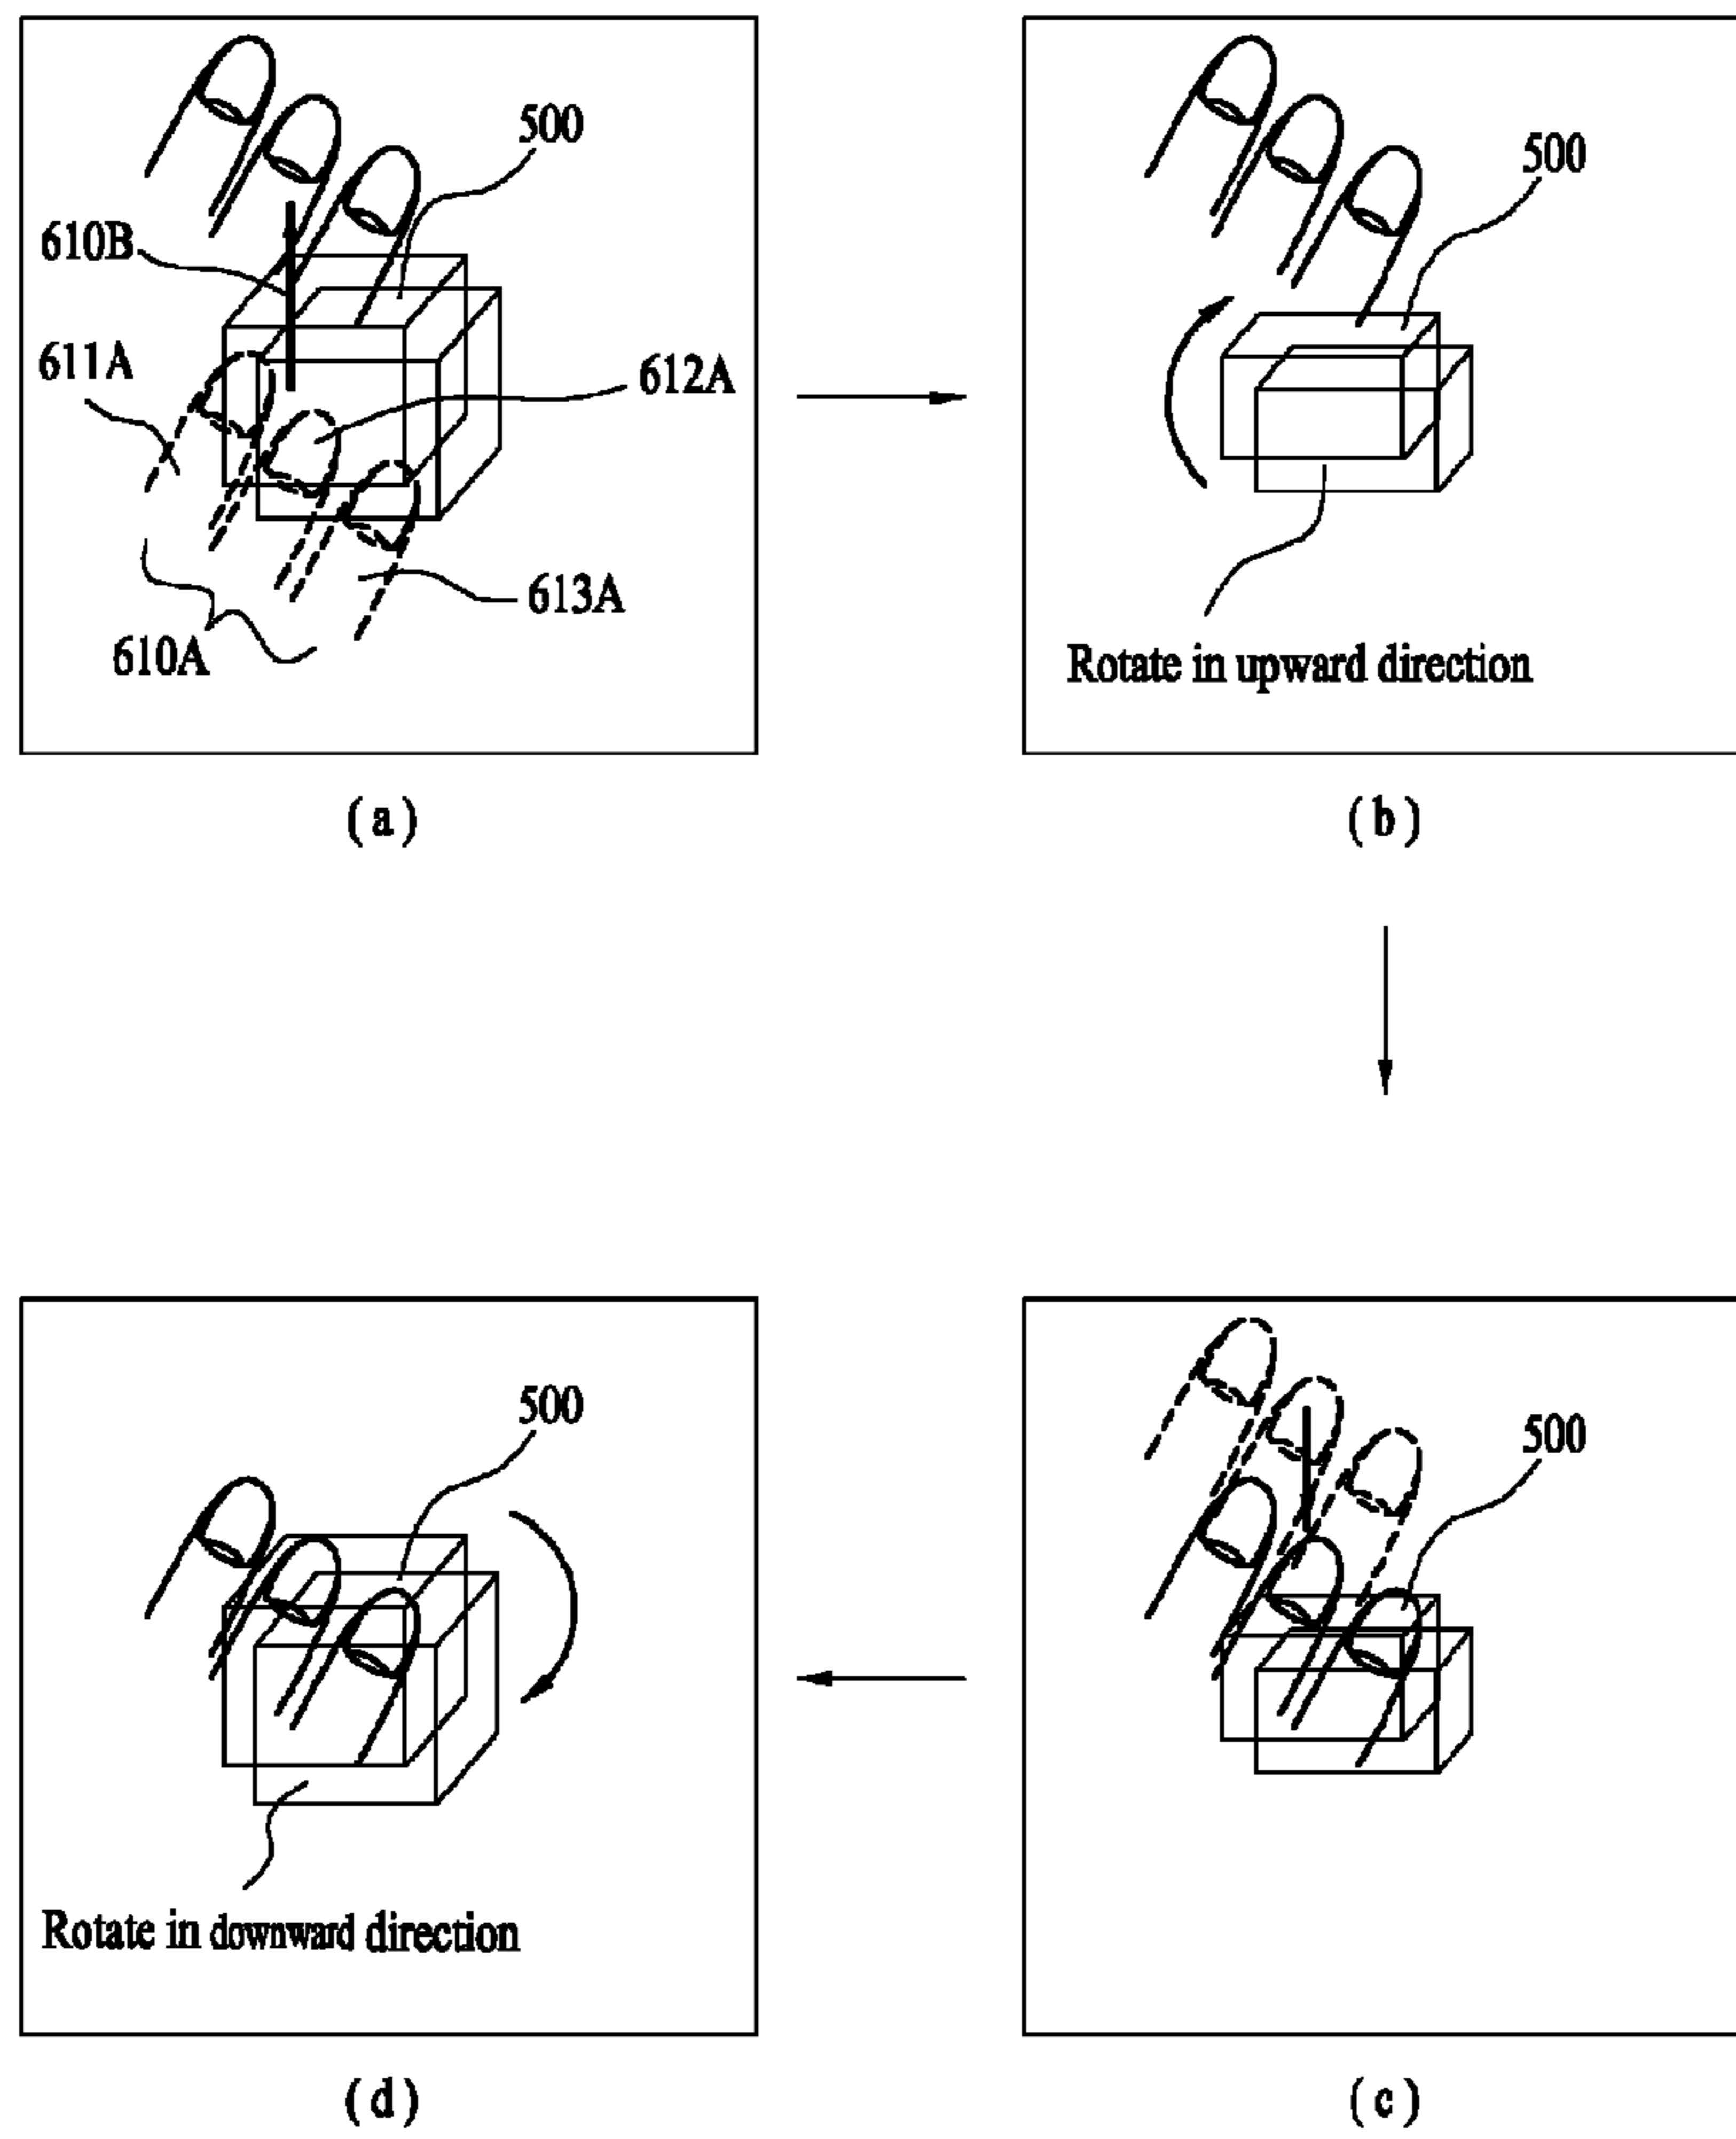 500
610B
611A
612A
613A
610A
(a)
500
Rotate in upward direction
(b)
500
Rotate in downward direction
(d)
500
(c)